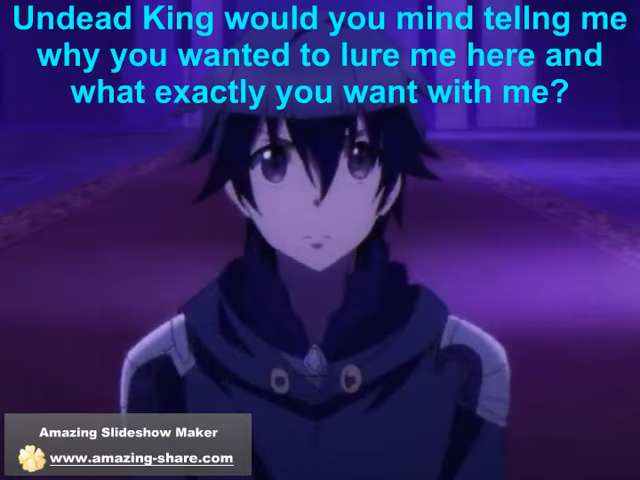 Undead King would you mind tellng me
why you wanted to lure me here and
what exactly you want with me?
Amazing Slideshow Maker
www.amazing-share.com